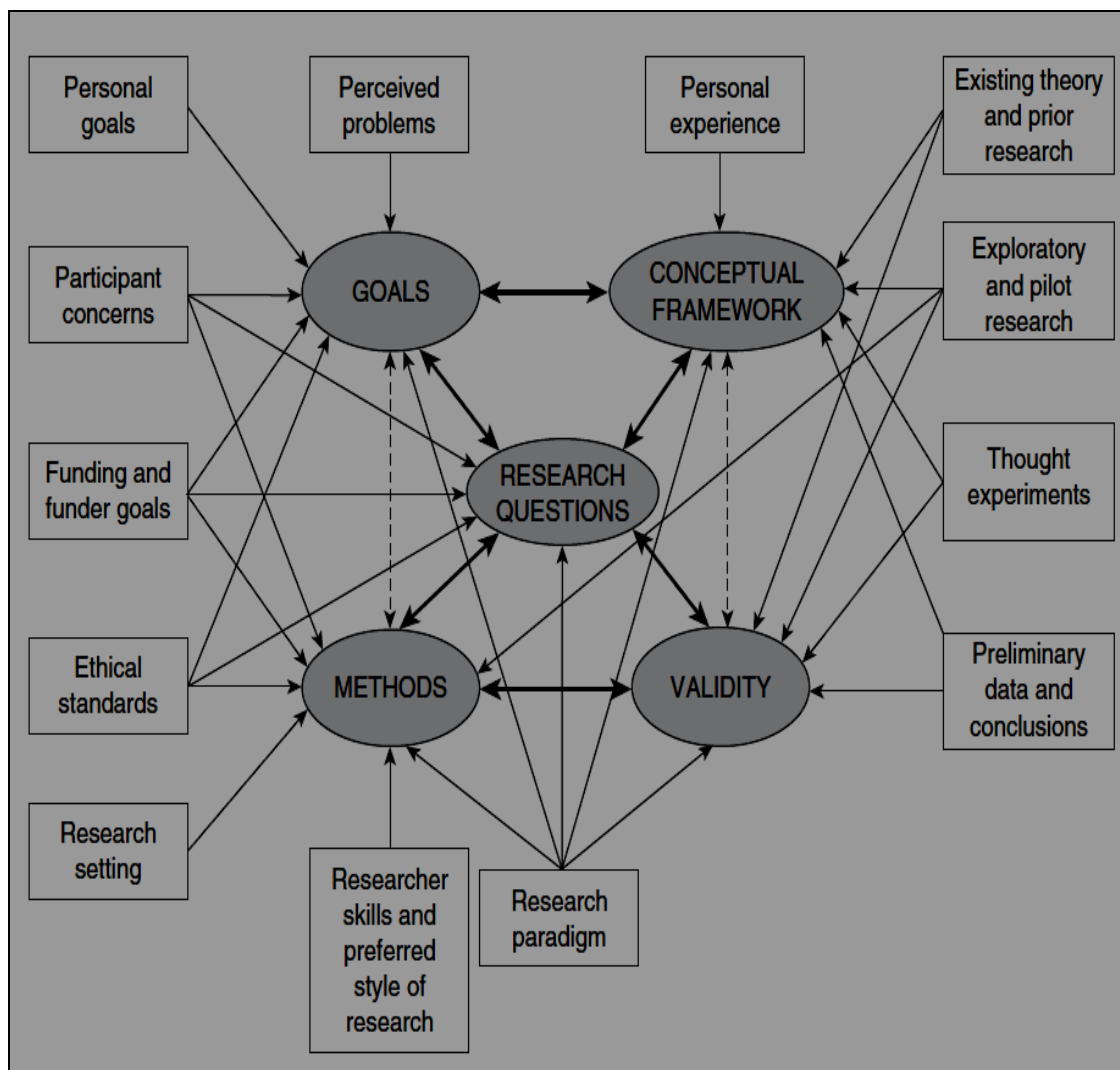 Personal
goals
Perceived
problems
Personal
experience
Existing theory
and prior
research
Participant
concerns
GOALS
CONCEPTUAL
FRAMEWORK
Exploratory
and pilot
research
Funding and
funder goals
RESEARCH
QUESTIONS
Thought
experiments
Ethical
standards
METHODS
VALIDITY
Preliminary
data and
conclusions
Research
setting
Researcher
skills and
preferred
style of
research
Research
paradigm